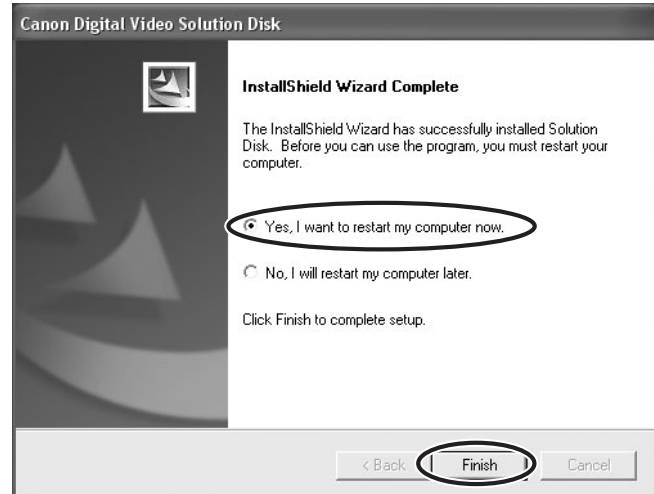 Canon Digital Video Solution Disk
InstallShield Wizard Complete
The InstallShield Wizard has successfully installed Solution
Disk. Before you can use the program, you must restart your
computer.
Yes, I want to restart my computer now.
No, I will restart my computer later.
Click Finish to complete setup.
< Back Finish Cancel